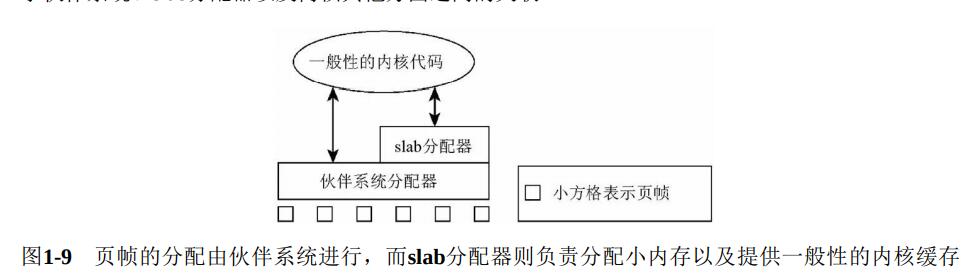 一般性的内核代码
slab分配器
伙伴系统分配器
小方格表示页帧
图1-9 页帧的分配由伙伴系统进行，而slab分配器则负责分配小内存以及提供一般性的内核缓存